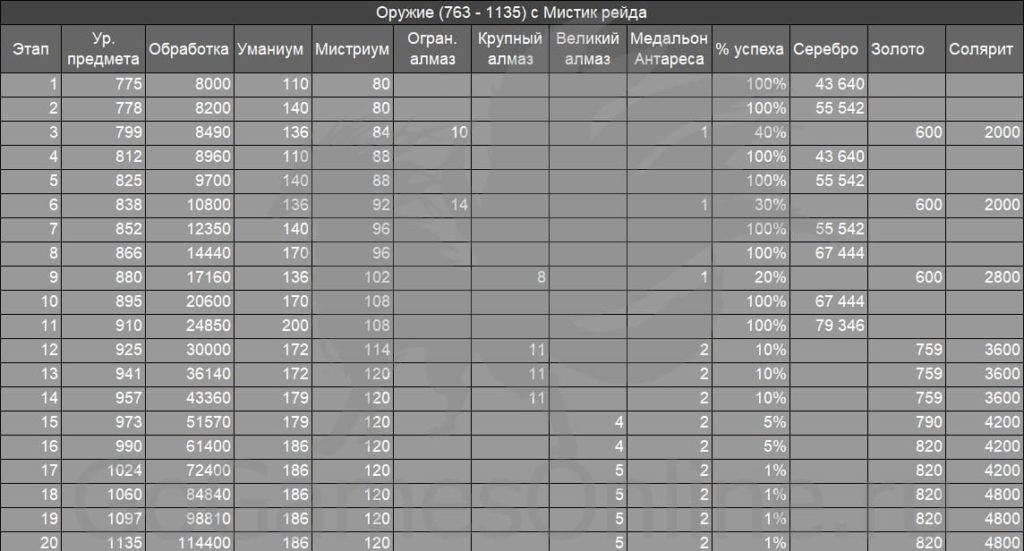 Оружие (763 - 1135) с Мистик рейда
Этап Ур. предмета Обработка Уманиум Мистриум Огран. алмаз Крупный алмаз Великий алмаз Медальон Антареса % успеха Серебро Золото Солярит
1 775 8000 110 80 100% 43 640
2 778 8200 140 80 100% 55 542
3 799 8490 136 84 10 1 40% 600 2000
4 812 8960 110 88 100% 43 640
5 825 9700 140 88 100% 55 542
6 838 10800 136 92 14 1 30% 600 2000
7 852 12350 140 96 100% 55 542
8 866 14440 170 96 100% 67 444
9 880 17160 136 102 8 1 20% 600 2800
10 895 20600 170 108 100% 67 444
11 910 24850 200 108 100% 79 346
12 925 30000 172 114 11 2 10% 759 3600
13 941 36140 172 120 11 2 10% 759 3600
14 957 43360 179 120 11 2 10% 759 3600
15 973 51570 179 120 4 2 5% 790 4200
16 990 61400 186 120 4 2 5% 820 4200
17 1024 72400 186 120 5 2 1% 820 4200
18 1060 84840 186 120 5 2 1% 820 4800
19 1097 98810 186 120 5 2 1% 820 4800
20 1135 114400 186 120 5 2 1% 820 4800
GoGamesOnline.ru